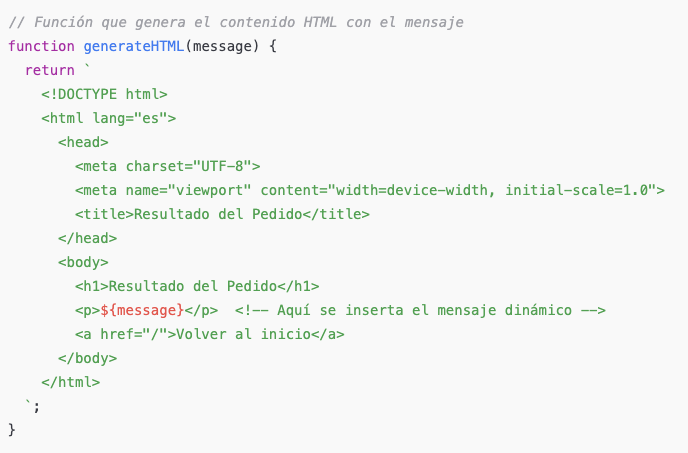 // Función que genera el contenido HTML con el mensaje
function generateHTML(message) {
  return `
    <!DOCTYPE html>
    <html lang="es">
      <head>
        <meta charset="UTF-8">
        <meta name="viewport" content="width=device-width, initial-scale=1.0">
        <title>Resultado del Pedido</title>
      </head>
      <body>
        <h1>Resultado del Pedido</h1>
        <p>${message}</p>  <!-- Aquí se inserta el mensaje dinámico -->
        <a href="/">Volver al inicio</a>
      </body>
    </html>
  `;
}